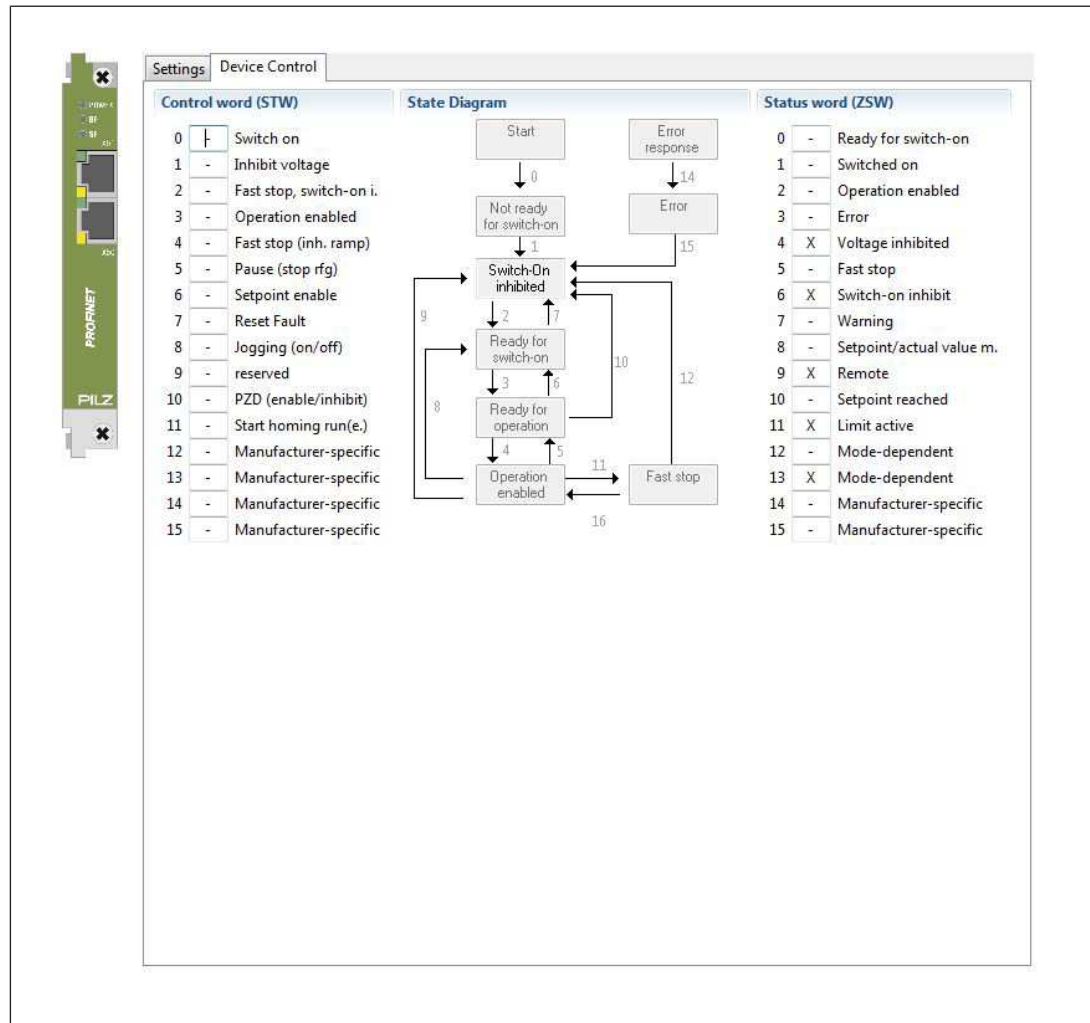 Settings
Device Control
Control word (STW)
0 - Switch on
1 - Inhibit voltage
2 - Fast stop, switch-on i.
3 - Operation enabled
4 - Fast stop (inh. ramp)
5 - Pause (stop rfg)
6 - Setpoint enable
7 - Reset Fault
8 - Jogging (on/off)
9 - reserved
10 - PZD (enable/inhibit)
11 - Start homing run(e.)
12 - Manufacturer-specific
13 - Manufacturer-specific
14 - Manufacturer-specific
15 - Manufacturer-specific
State Diagram
Start
0
Not ready
for switch-on
1
Switch-On
inhibited
2
7
Ready for
switch-on
3
6
Ready for
operation
4
5
Operation
enabled
9
8
10
11
16
Error
response
14
Error
15
12
Fast stop
Status word (ZSW)
0 - Ready for switch-on
1 - Switched on
2 - Operation enabled
3 - Error
4 X Voltage inhibited
5 - Fast stop
6 X Switch-on inhibit
7 - Warning
8 - Setpoint/actual value m.
9 X Remote
10 - Setpoint reached
11 X Limit active
12 - Mode-dependent
13 X Mode-dependent
14 - Manufacturer-specific
15 - Manufacturer-specific
POWER
BF
SF
PROFINET
PILZ